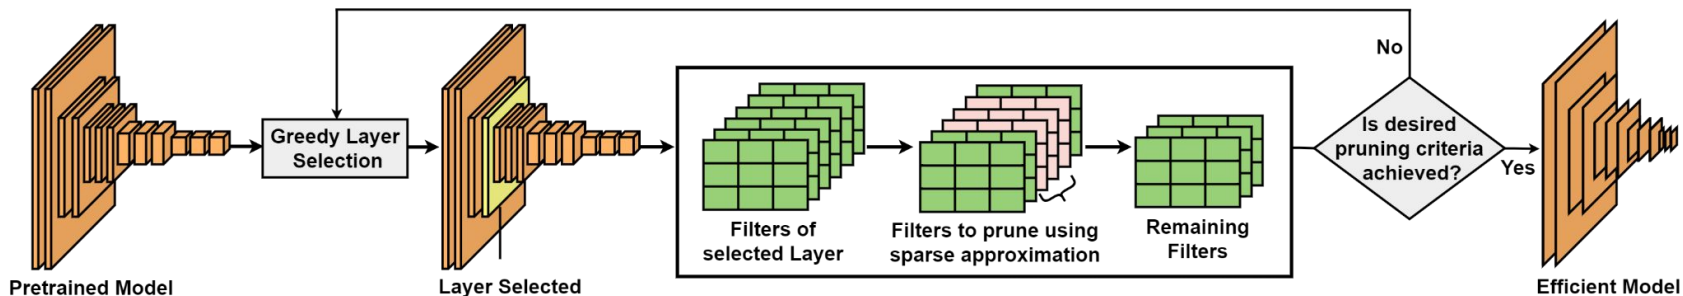 Pretrained Model
Greedy Layer
Selection
Layer Selected
Filters of
selected Layer
Filters to prune using
sparse approximation
Remaining
Filters
Is desired
pruning criteria
achieved?
No
Yes
Efficient Model